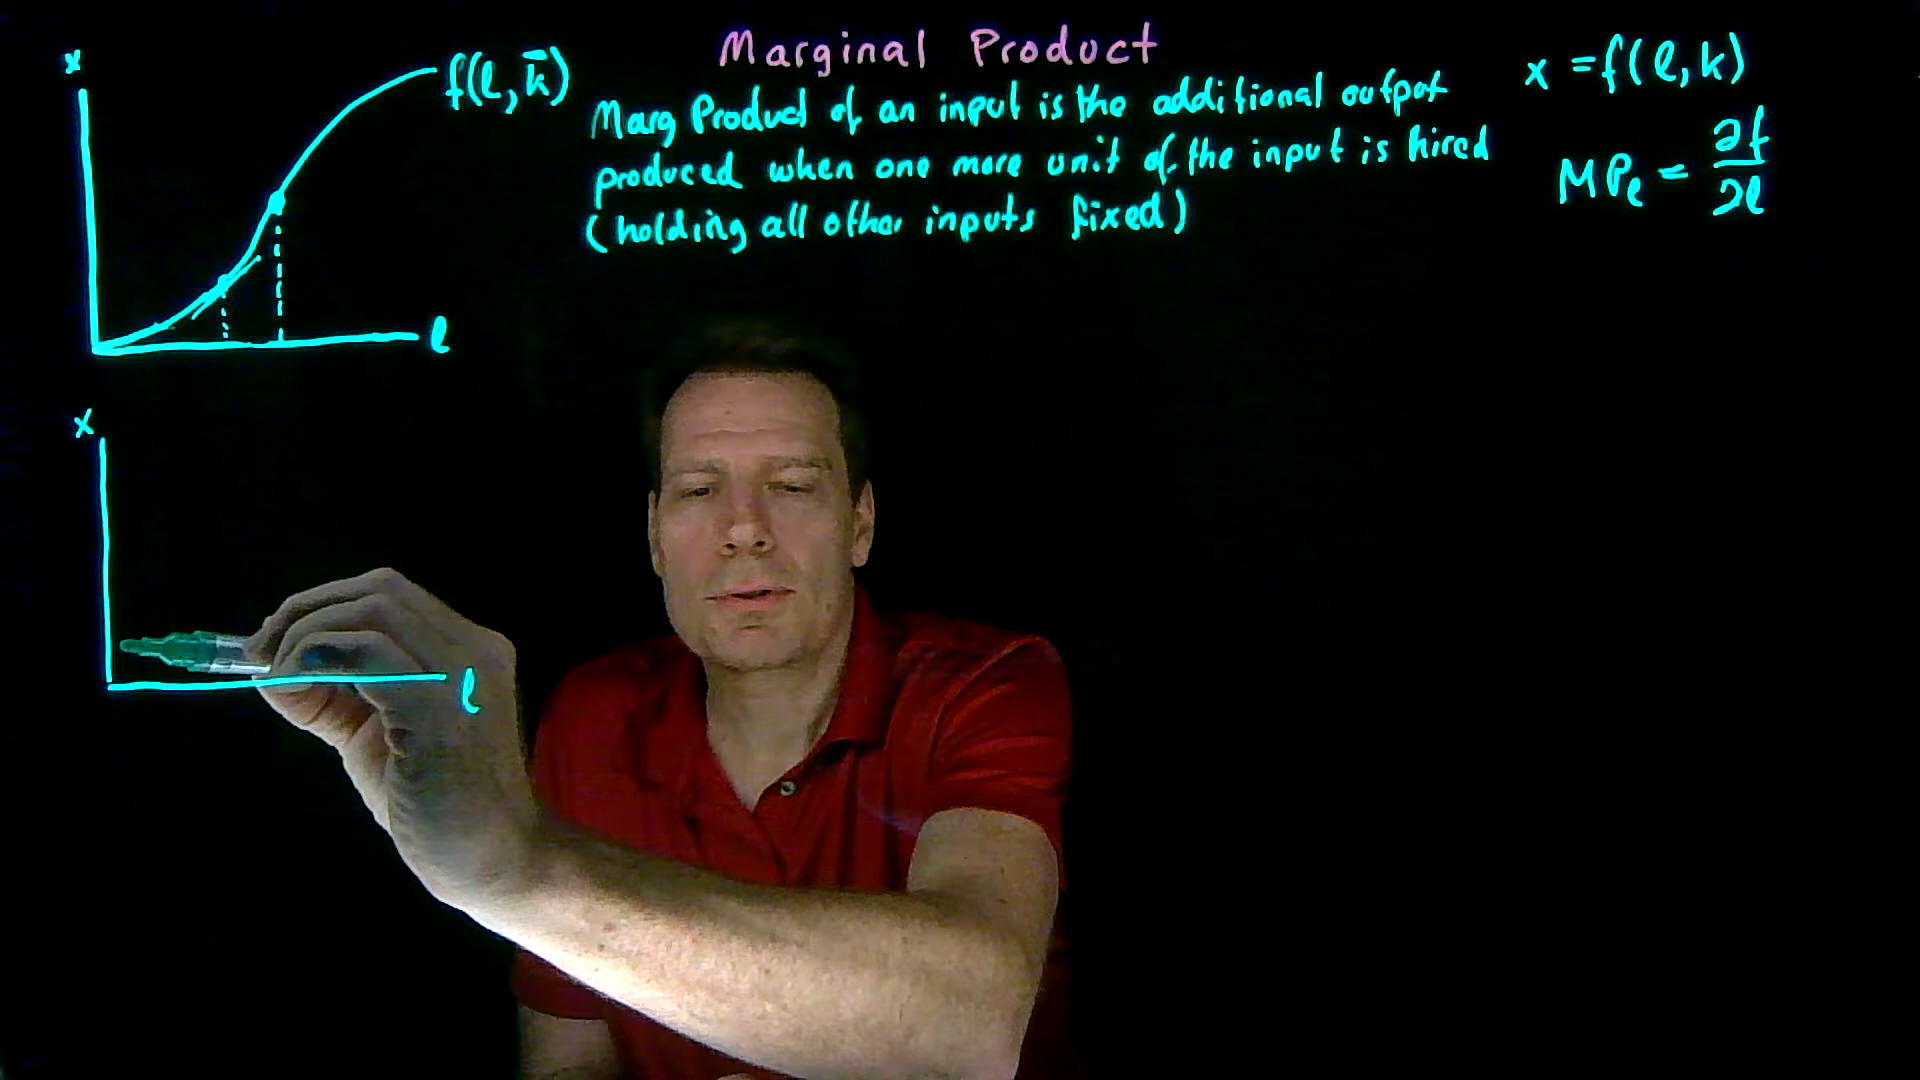 Marginal Product
x
f(l, k̄)
Marg Product of an input is the additional output
produced when one more unit of the input is hired
(holding all other inputs fixed)
x = f(l, k)
MPₗ = ∂f/∂l
l
x
l